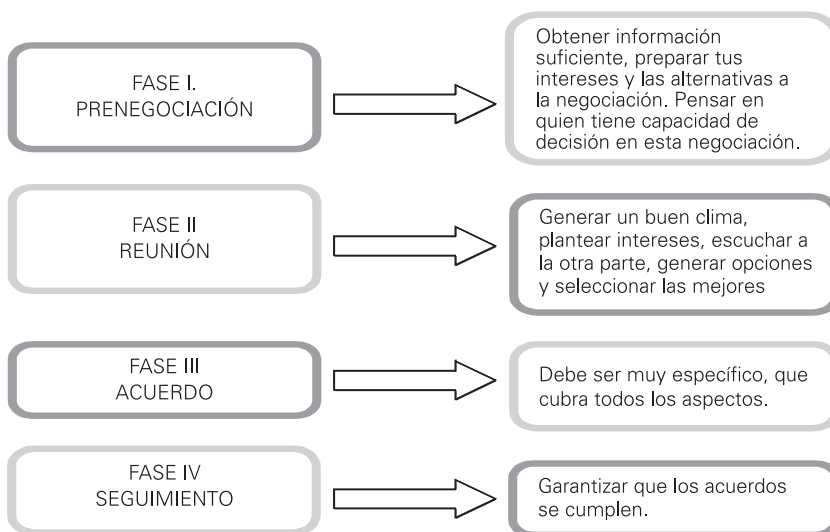 FASE I.
PRENEGOCIACIÓN
Obtener información
suficiente, preparar tus
intereses y las alternativas a
la negociación. Pensar en
quien tiene capacidad de
decisión en esta negociación.
FASE II
REUNIÓN
Generar un buen clima,
plantear intereses, escuchar a
la otra parte, generar opciones
y seleccionar las mejores
FASE III
ACUERDO
Debe ser muy específico, que
cubra todos los aspectos.
FASE IV
SEGUIMIENTO
Garantizar que los acuerdos
se cumplen.